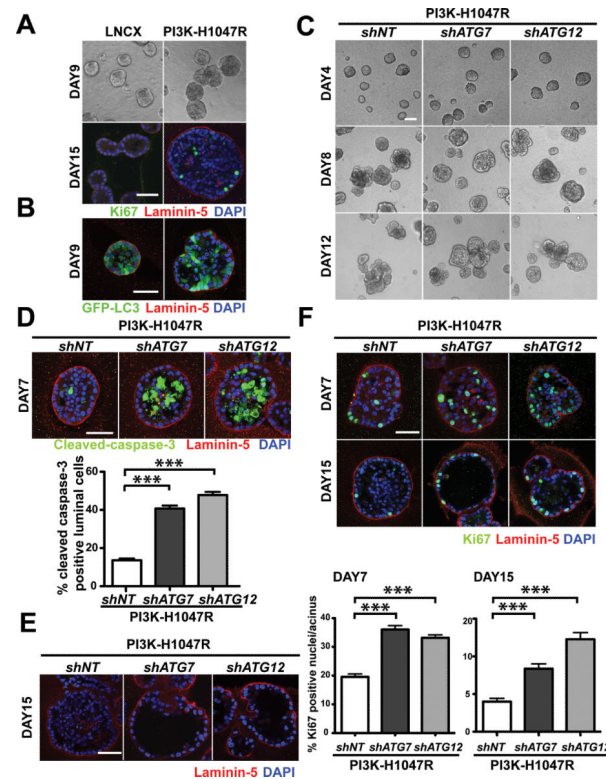 A
LNCX PI3K-H1047R
DAY9
DAY15
Ki67 Laminin-5 DAPI
B
DAY9
GFP-LC3 Laminin-5 DAPI
C
PI3K-H1047R
shNT shATG7 shATG12
DAY4
DAY8
DAY12
D
PI3K-H1047R
shNT shATG7 shATG12
DAY7
Cleaved-caspase-3 Laminin-5 DAPI
% cleaved caspase-3
positive luminal cells
60
40
20
0
***
***
shNT shATG7 shATG12
PI3K-H1047R
E
PI3K-H1047R
shNT shATG7 shATG12
DAY15
Laminin-5 DAPI
F
PI3K-H1047R
shNT shATG7 shATG12
DAY7
DAY15
Ki67 Laminin-5 DAPI
% Ki67 positive nuclei/acinus
DAY7
40
30
20
10
0
***
***
shNT shATG7 shATG12
PI3K-H1047R
DAY15
15
10
5
0
***
***
shNT shATG7 shATG12
PI3K-H1047R